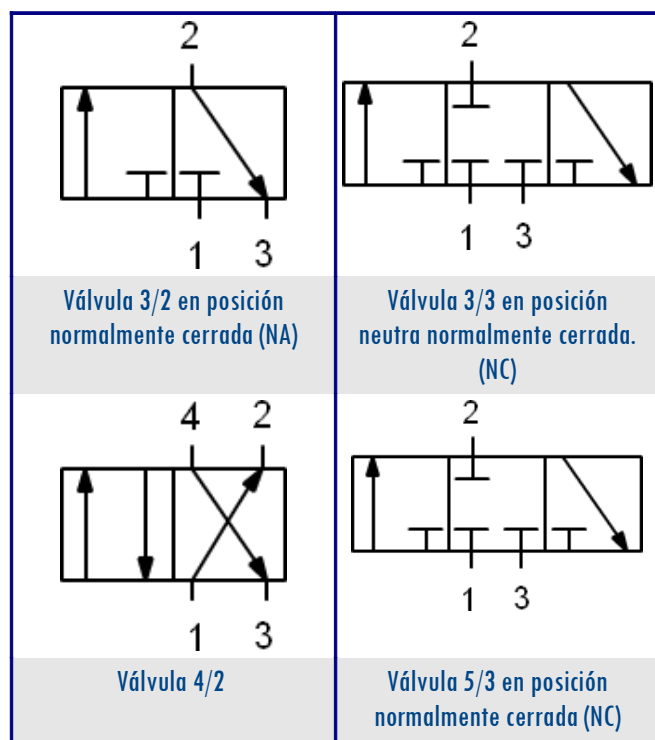 2
1 3
Válvula 3/2 en posición
normalmente cerrada (NA)
2
1 3
Válvula 3/3 en posición
neutra normalmente cerrada.
(NC)
4 2
1 3
Válvula 4/2
2
1 3
Válvula 5/3 en posición
normalmente cerrada (NC)